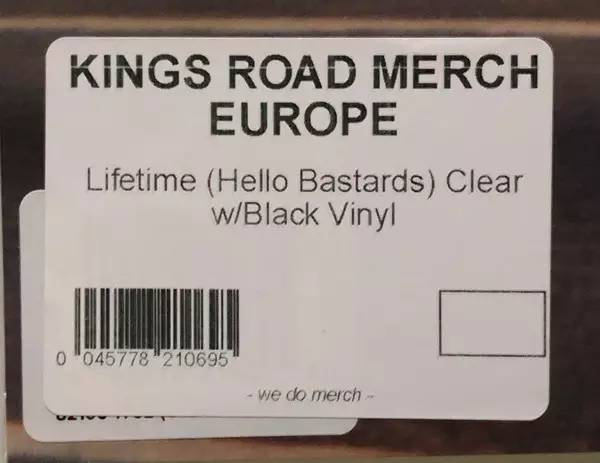 KINGS ROAD MERCH
EUROPE
Lifetime (Hello Bastards) Clear
w/Black Vinyl
0 045778 210695
- we do merch -